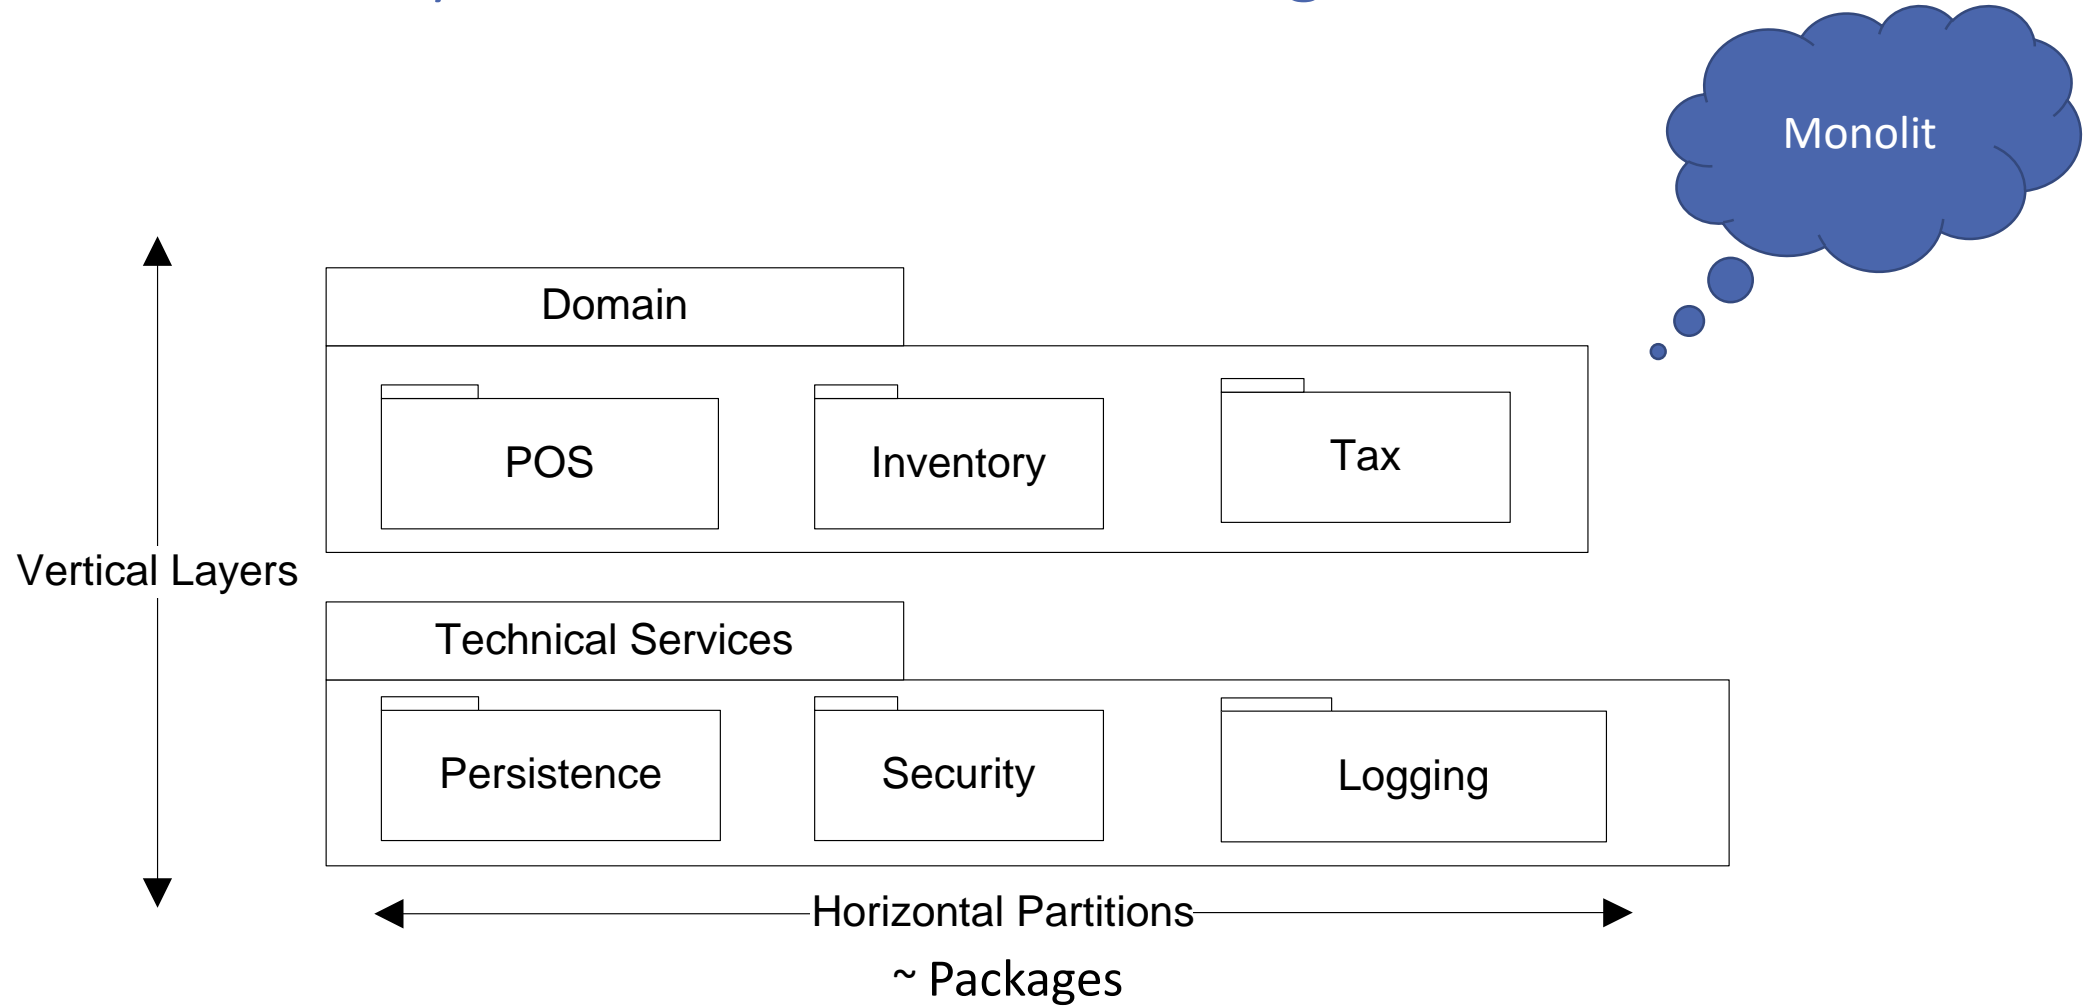 Monolit
Domain
POS
Inventory
Tax
Vertical Layers
Technical Services
Persistence
Security
Logging
Horizontal Partitions
~ Packages